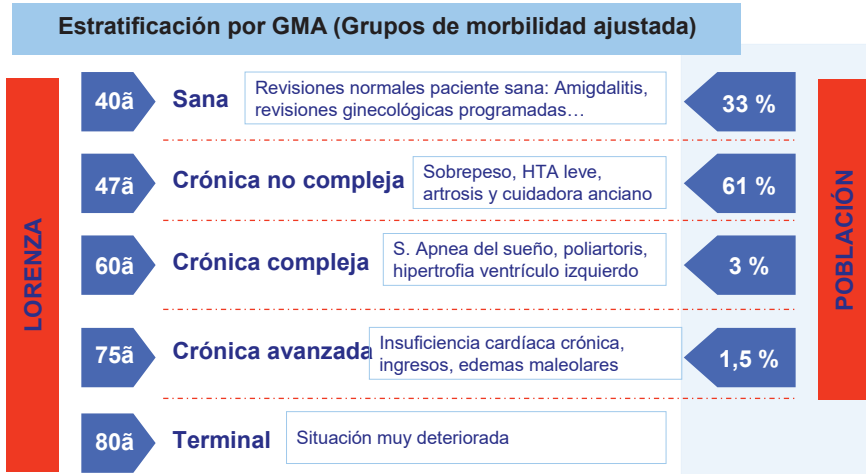 Estratificación por GMA (Grupos de morbilidad ajustada)
LORENZA
POBLACIÓN
40ã
Sana
Revisiones normales paciente sana: Amigdalitis,
revisiones ginecológicas programadas…
33 %
47ã
Crónica no compleja
Sobrepeso, HTA leve,
artrosis y cuidadora anciano
61 %
60ã
Crónica compleja
S. Apnea del sueño, poliartoris,
hipertrofia ventrículo izquierdo
3 %
75ã
Crónica avanzada
Insuficiencia cardíaca crónica,
ingresos, edemas maleolares
1,5 %
80ã
Terminal
Situación muy deteriorada